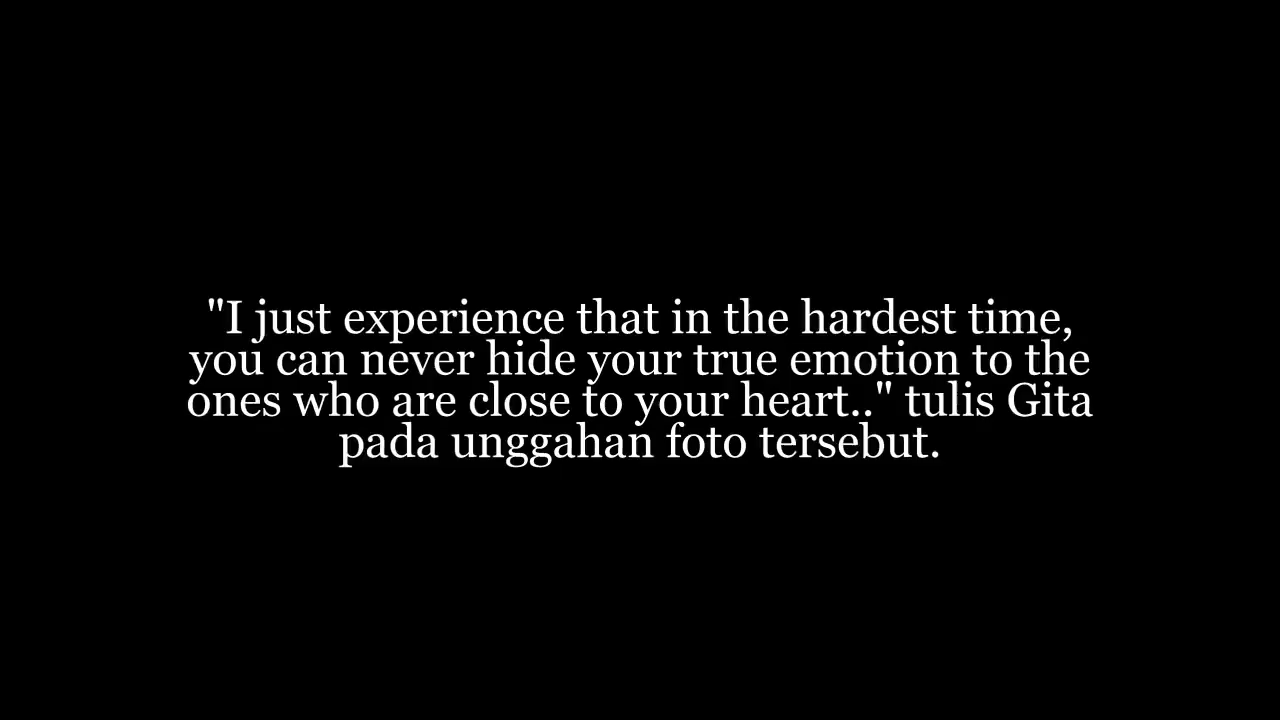 "I just experience that in the hardest time,
you can never hide your true emotion to the
ones who are close to your heart.." tulis Gita
pada unggahan foto tersebut.